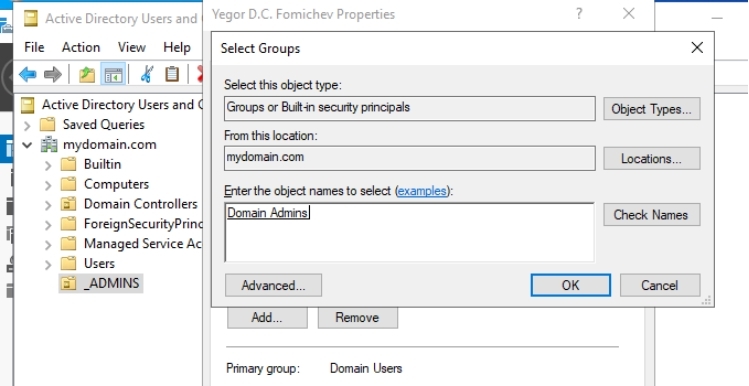 Active Directory Users and C
Yegor D.C. Fomichev Properties
?
File Action View Help
Select Groups
Select this object type:
Groups or Built-in security principals
Object Types...
From this location:
mydomain.com
Locations...
Enter the object names to select (examples):
Domain Admins
Check Names
Advanced...
OK
Cancel
Active Directory Users and C
Saved Queries
mydomain.com
Builtin
Computers
Domain Controllers
ForeignSecurityPrinc
Managed Service Ac
Users
_ADMINS
Add...
Remove
Primary group: Domain Users